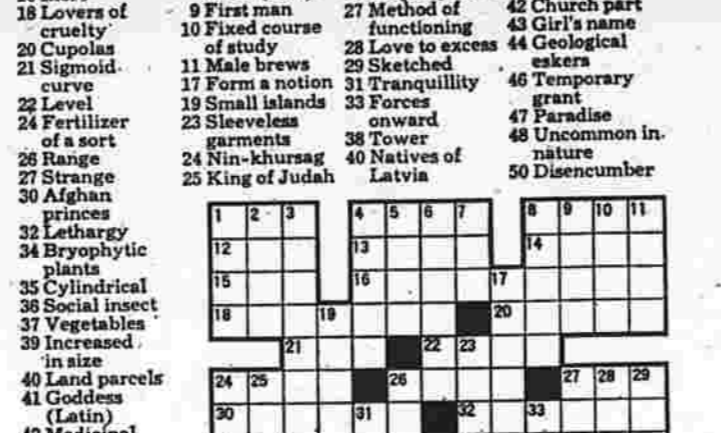 18 Lovers of
cruelty
20 Cupolas
21 Sigmoid
curve
22 Level
24 Fertilizer
of a sort
26 Range
27 Strange
30 Afghan
princes
32 Lethargy
34 Bryophytic
plants
35 Cylindrical
36 Social insect
37 Vegetables
39 Increased
in size
40 Land parcels
41 Goddess
(Latin)
9 First man
10 Fixed course
of study
11 Male brews
17 Form a notion
19 Small islands
23 Sleeveless
garments
24 Nin-khursag
25 King of Judah
27 Method of
functioning
28 Love to excess
29 Sketched
31 Tranquillity
33 Forces
onward
38 Tower
40 Natives of
Latvia
42 Church part
43 Girl's name
44 Geological
eskers
46 Temporary
grant
47 Paradise
48 Uncommon in
nature
50 Disencumber
1 2 3 4 5 6 7 8 9 10 11
12 13 14
15 16 17
18 19 20
21 22 23
24 25 26 27 28 29
30 31 32 33